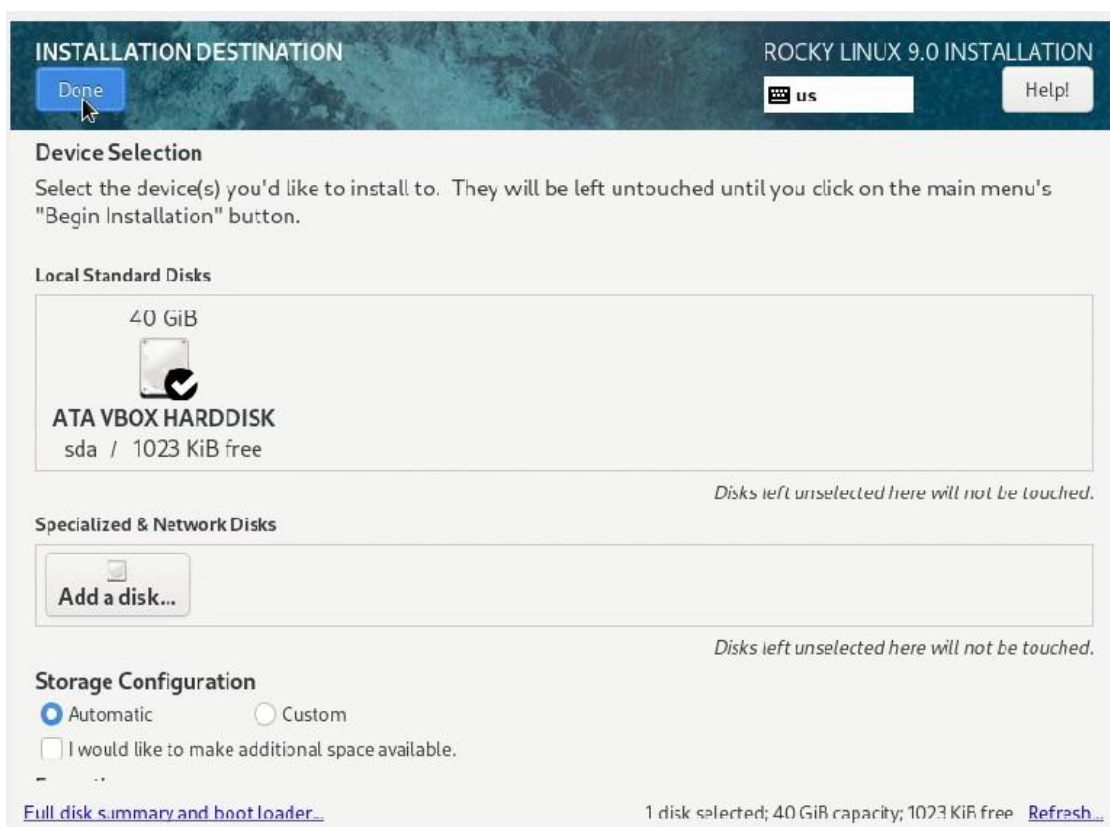 INSTALLATION DESTINATION
ROCKY LINUX 9.0 INSTALLATION
Done
us
Help!
Device Selection
Select the device(s) you'd like to install to. They will be left untouched until you click on the main menu's
"Begin Installation" button.
Local Standard Disks
40 GiB
ATA VBOX HARDDISK
sda / 1023 KiB free
Disks left unselected here will not be touched.
Specialized & Network Disks
Add a disk...
Disks left unselected here will not be touched.
Storage Configuration
Automatic
Custom
I would like to make additional space available.
Full disk summary and boot loader...
1 disk selected; 40 GiB capacity; 1023 KiB free
Refresh...